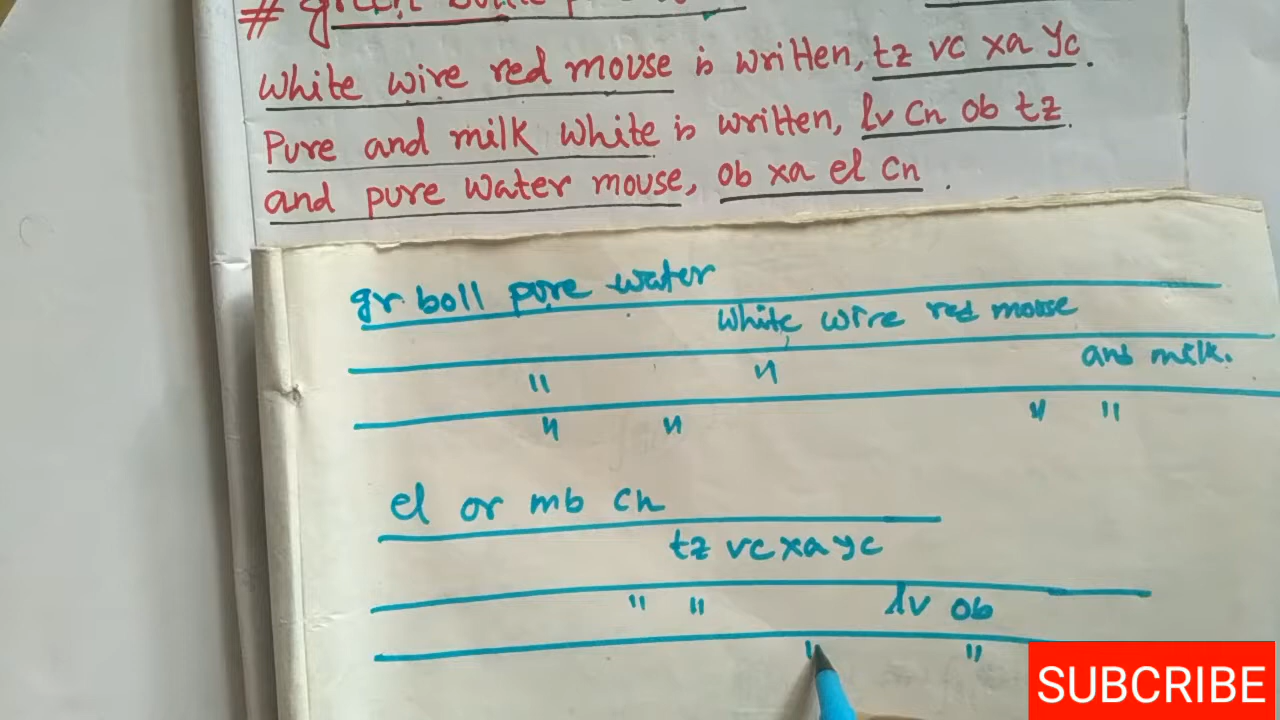 # green
White wire red mouse is written, tz vc xa yc.
Pure and milk white is written, lv cn ob tz.
and pure water mouse, ob xa el cn.
gr boll pure water
White wire red mouse
" " and milk.
" " " "
el or mb cn
tz vc xa yc
" " lv ob
" "
SUBCRIBE